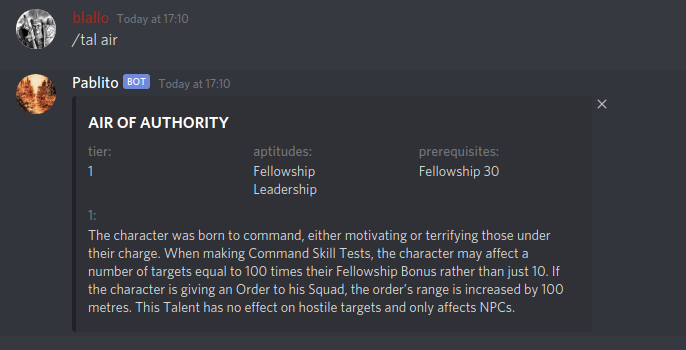 blallo Today at 17:10
/tal air
Pablito BOT Today at 17:10
AIR OF AUTHORITY
tier: aptitudes: prerequisites:
1 Fellowship Fellowship 30
Leadership
1:
The character was born to command, either motivating or terrifying those under
their charge. When making Command Skill Tests, the character may affect a
number of targets equal to 100 times their Fellowship Bonus rather than just 10. If
the character is giving an Order to his Squad, the order's range is increased by 100
metres. This Talent has no effect on hostile targets and only affects NPCs.